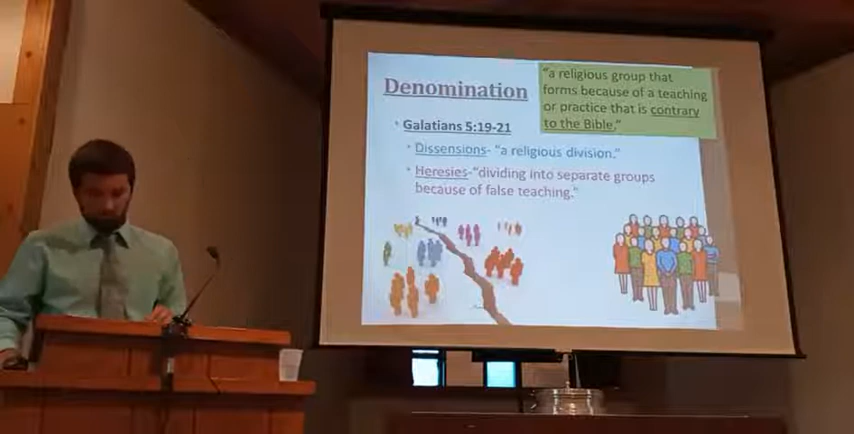 Denomination
"a religious group that
forms because of a teaching
or practice that is contrary
to the Bible."
Galatians 5:19-21
Dissensions- "a religious division."
Heresies-"dividing into separate groups
because of false teaching."